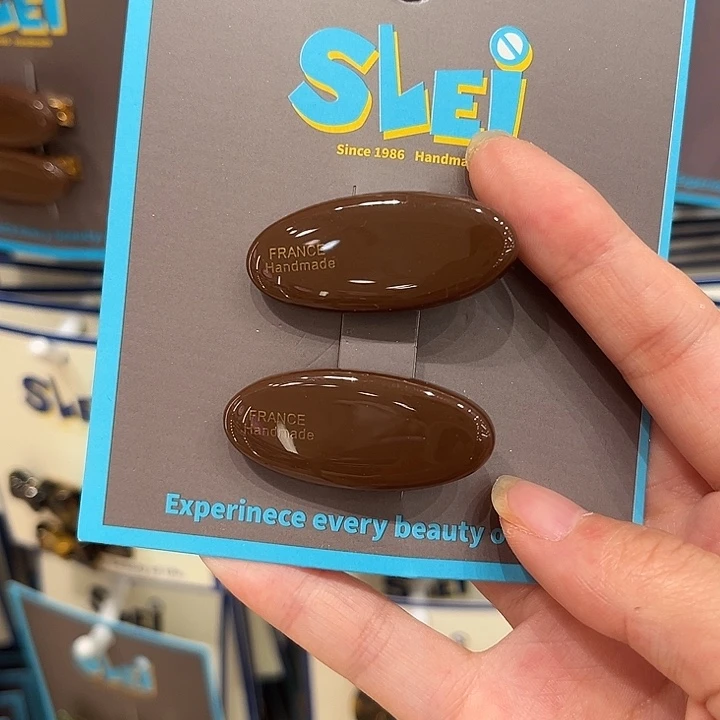 SLEi
Since 1986 Handma
FRANCE
Handmade
FRANCE
Handmade
Experinece every beauty o